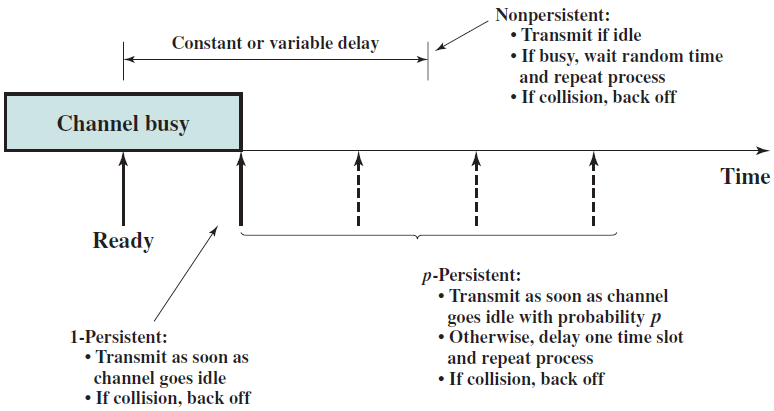 Nonpersistent:
• Transmit if idle
• If busy, wait random time
and repeat process
• If collision, back off
Constant or variable delay
Channel busy
Time
Ready
p-Persistent:
• Transmit as soon as channel
goes idle with probability p
• Otherwise, delay one time slot
and repeat process
• If collision, back off
1-Persistent:
• Transmit as soon as
channel goes idle
• If collision, back off